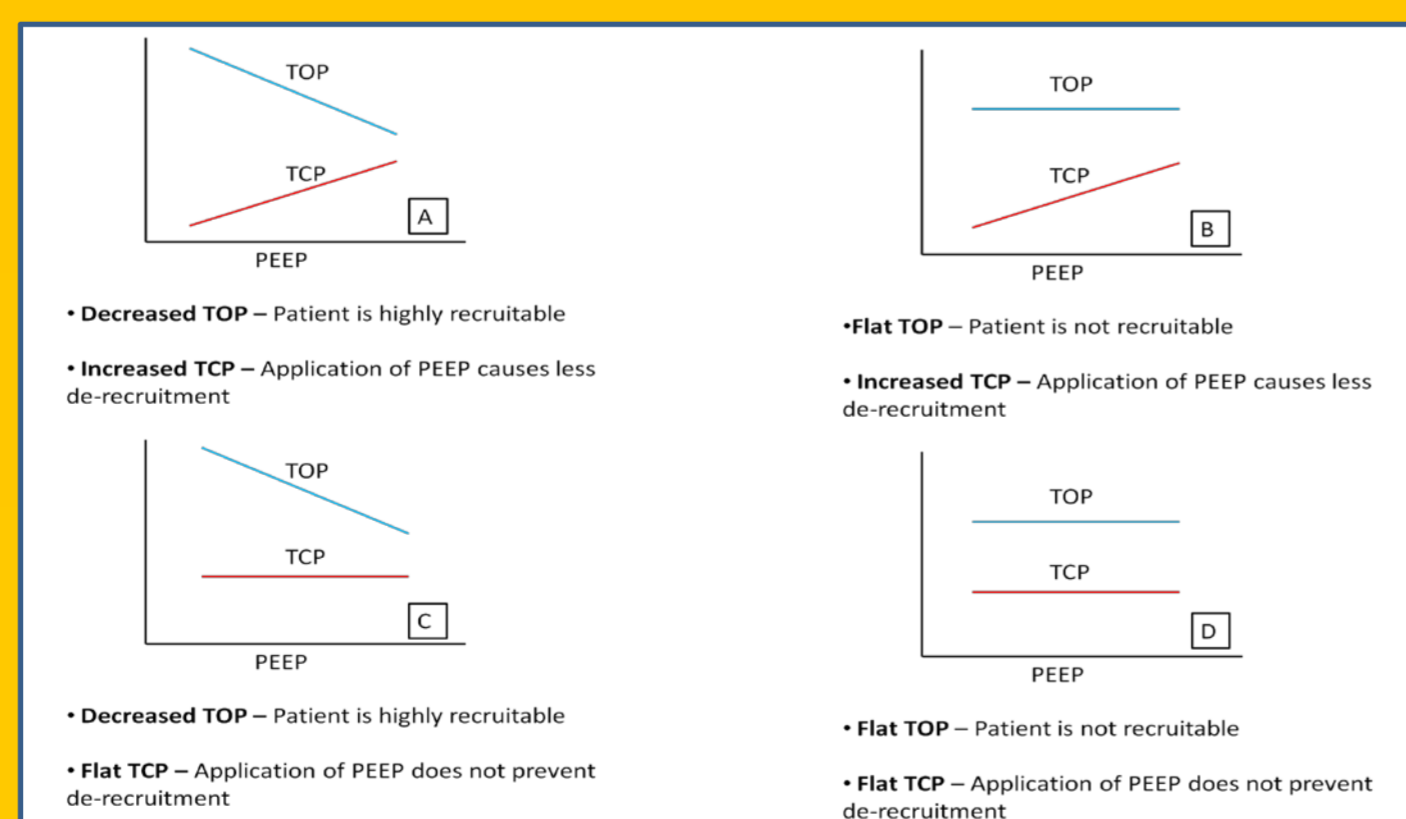 TOP
TCP
A
PEEP
• Decreased TOP – Patient is highly recruitable
• Increased TCP – Application of PEEP causes less
de-recruitment
TOP
TCP
B
PEEP
•Flat TOP – Patient is not recruitable
• Increased TCP – Application of PEEP causes less
de-recruitment
TOP
TCP
C
PEEP
• Decreased TOP – Patient is highly recruitable
• Flat TCP – Application of PEEP does not prevent
de-recruitment
TOP
TCP
D
PEEP
• Flat TOP – Patient is not recruitable
• Flat TCP – Application of PEEP does not prevent
de-recruitment